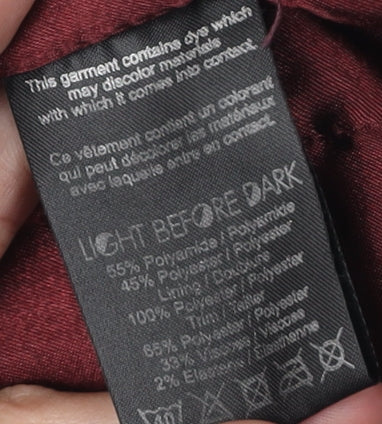 This garment contains dye which
may discolor materials
with which it comes into contact.
Ce vêtement contient un colorant
qui peut décolorer les matériaux
avec laquelle entre en contact.
LIGHT BEFORE DARK
55% Polyamide / Polyamide
45% Polyester / Polyester
Lining / Doublure
100% Polyester / Polyester
Trim / Tailler
65% Polyester / Polyester
33% Viscose / Viscose
2% Elastane / Elasthanne